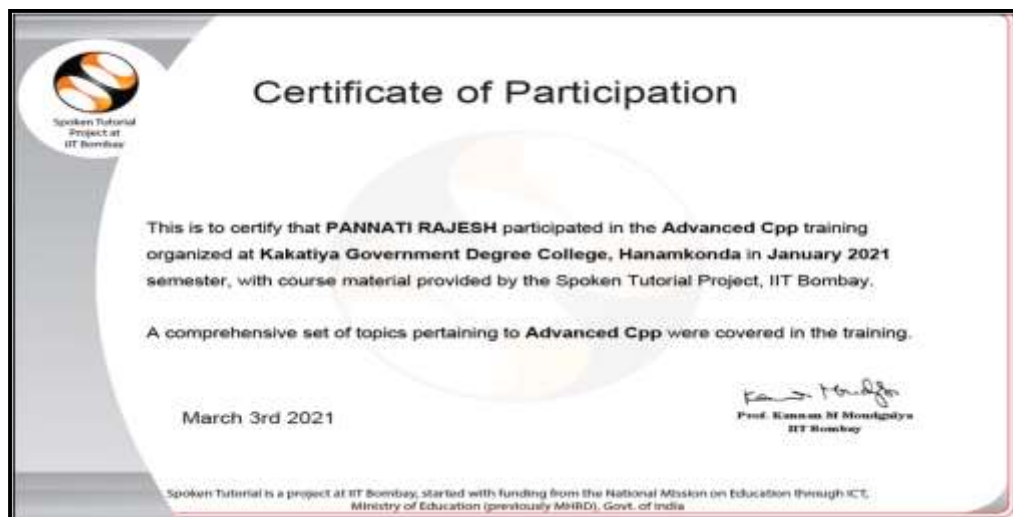 Spoken Tutorial
Project at
IIT Bombay
Certificate of Participation
This is to certify that PANNATI RAJESH participated in the Advanced Cpp training
organized at Kakatiya Government Degree College, Hanamkonda in January 2021
semester, with course material provided by the Spoken Tutorial Project, IIT Bombay.
A comprehensive set of topics pertaining to Advanced Cpp were covered in the training.
March 3rd 2021
Prof. Kannan M Moudgalya
IIT Bombay
Spoken Tutorial is a project at IIT Bombay, started with funding from the National Mission on Education through ICT,
Ministry of Education (previously MHRD), Govt. of India